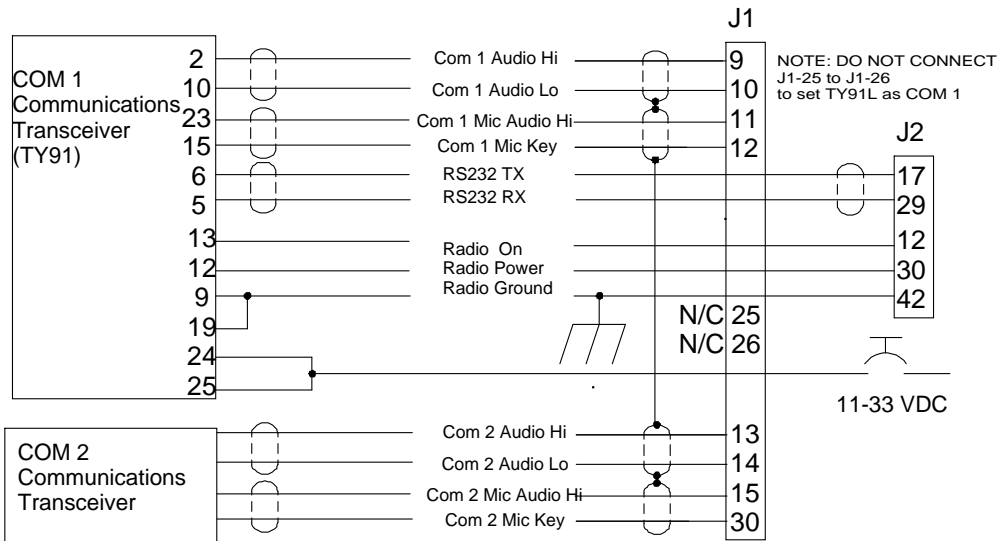 J1
2 Com 1 Audio Hi 9
NOTE: DO NOT CONNECT
J1-25 to J1-26
to set TY91L as COM 1
COM 1
Communications
Transceiver
(TY91)
10 Com 1 Audio Lo 10
23 Com 1 Mic Audio Hi 11
15 Com 1 Mic Key 12
J2
6 RS232 TX 17
5 RS232 RX 29
13 Radio On 12
12 Radio Power 30
9 Radio Ground 42
19
N/C 25
N/C 26
24
25
11-33 VDC
COM 2
Communications
Transceiver
Com 2 Audio Hi 13
Com 2 Audio Lo 14
Com 2 Mic Audio Hi 15
Com 2 Mic Key 30